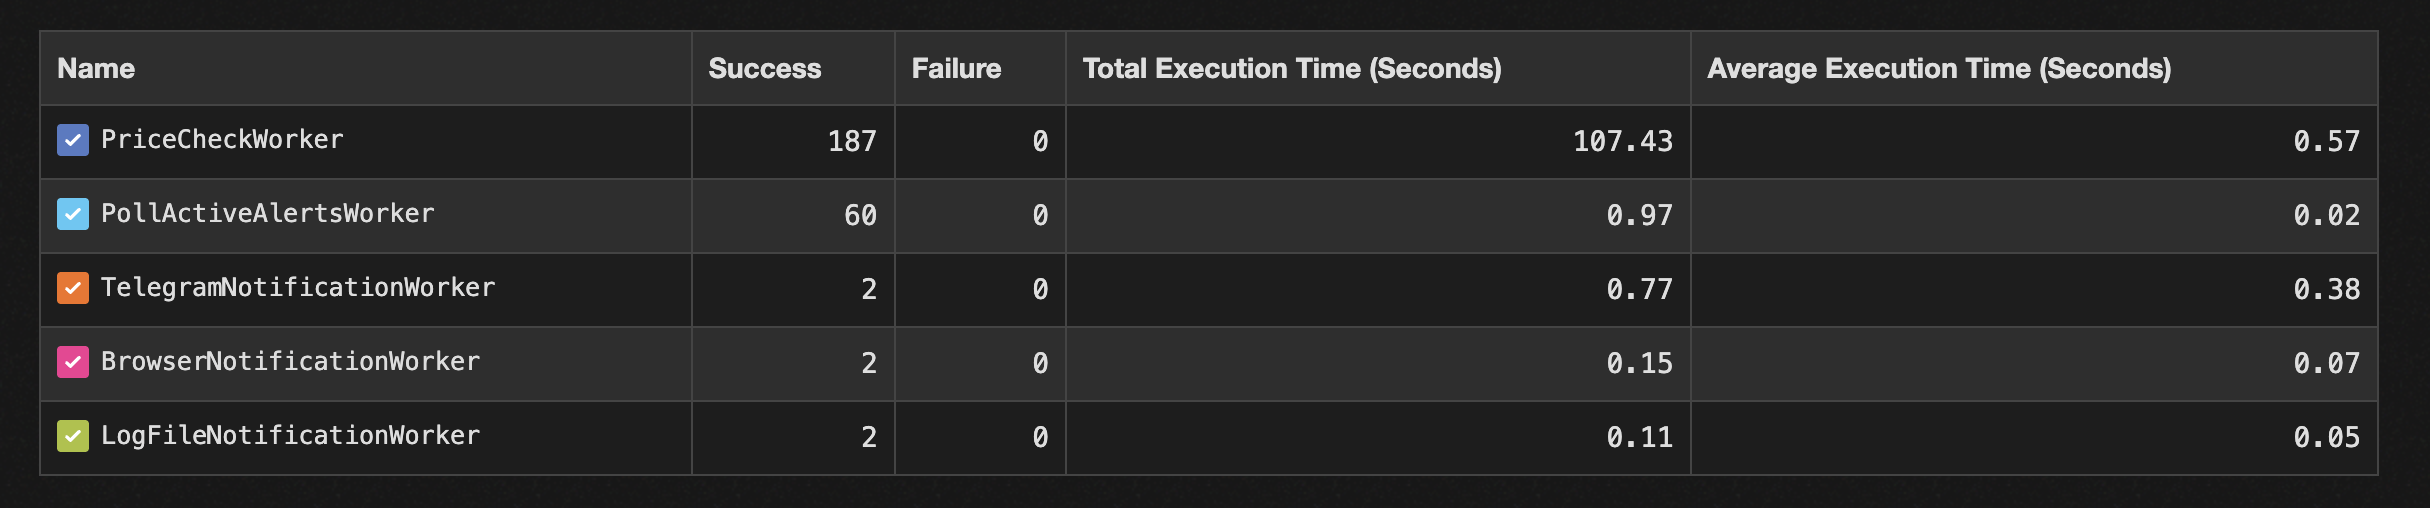 Name Success Failure Total Execution Time (Seconds) Average Execution Time (Seconds)
PriceCheckWorker 187 0 107.43 0.57
PollActiveAlertsWorker 60 0 0.97 0.02
TelegramNotificationWorker 2 0 0.77 0.38
BrowserNotificationWorker 2 0 0.15 0.07
LogFileNotificationWorker 2 0 0.11 0.05